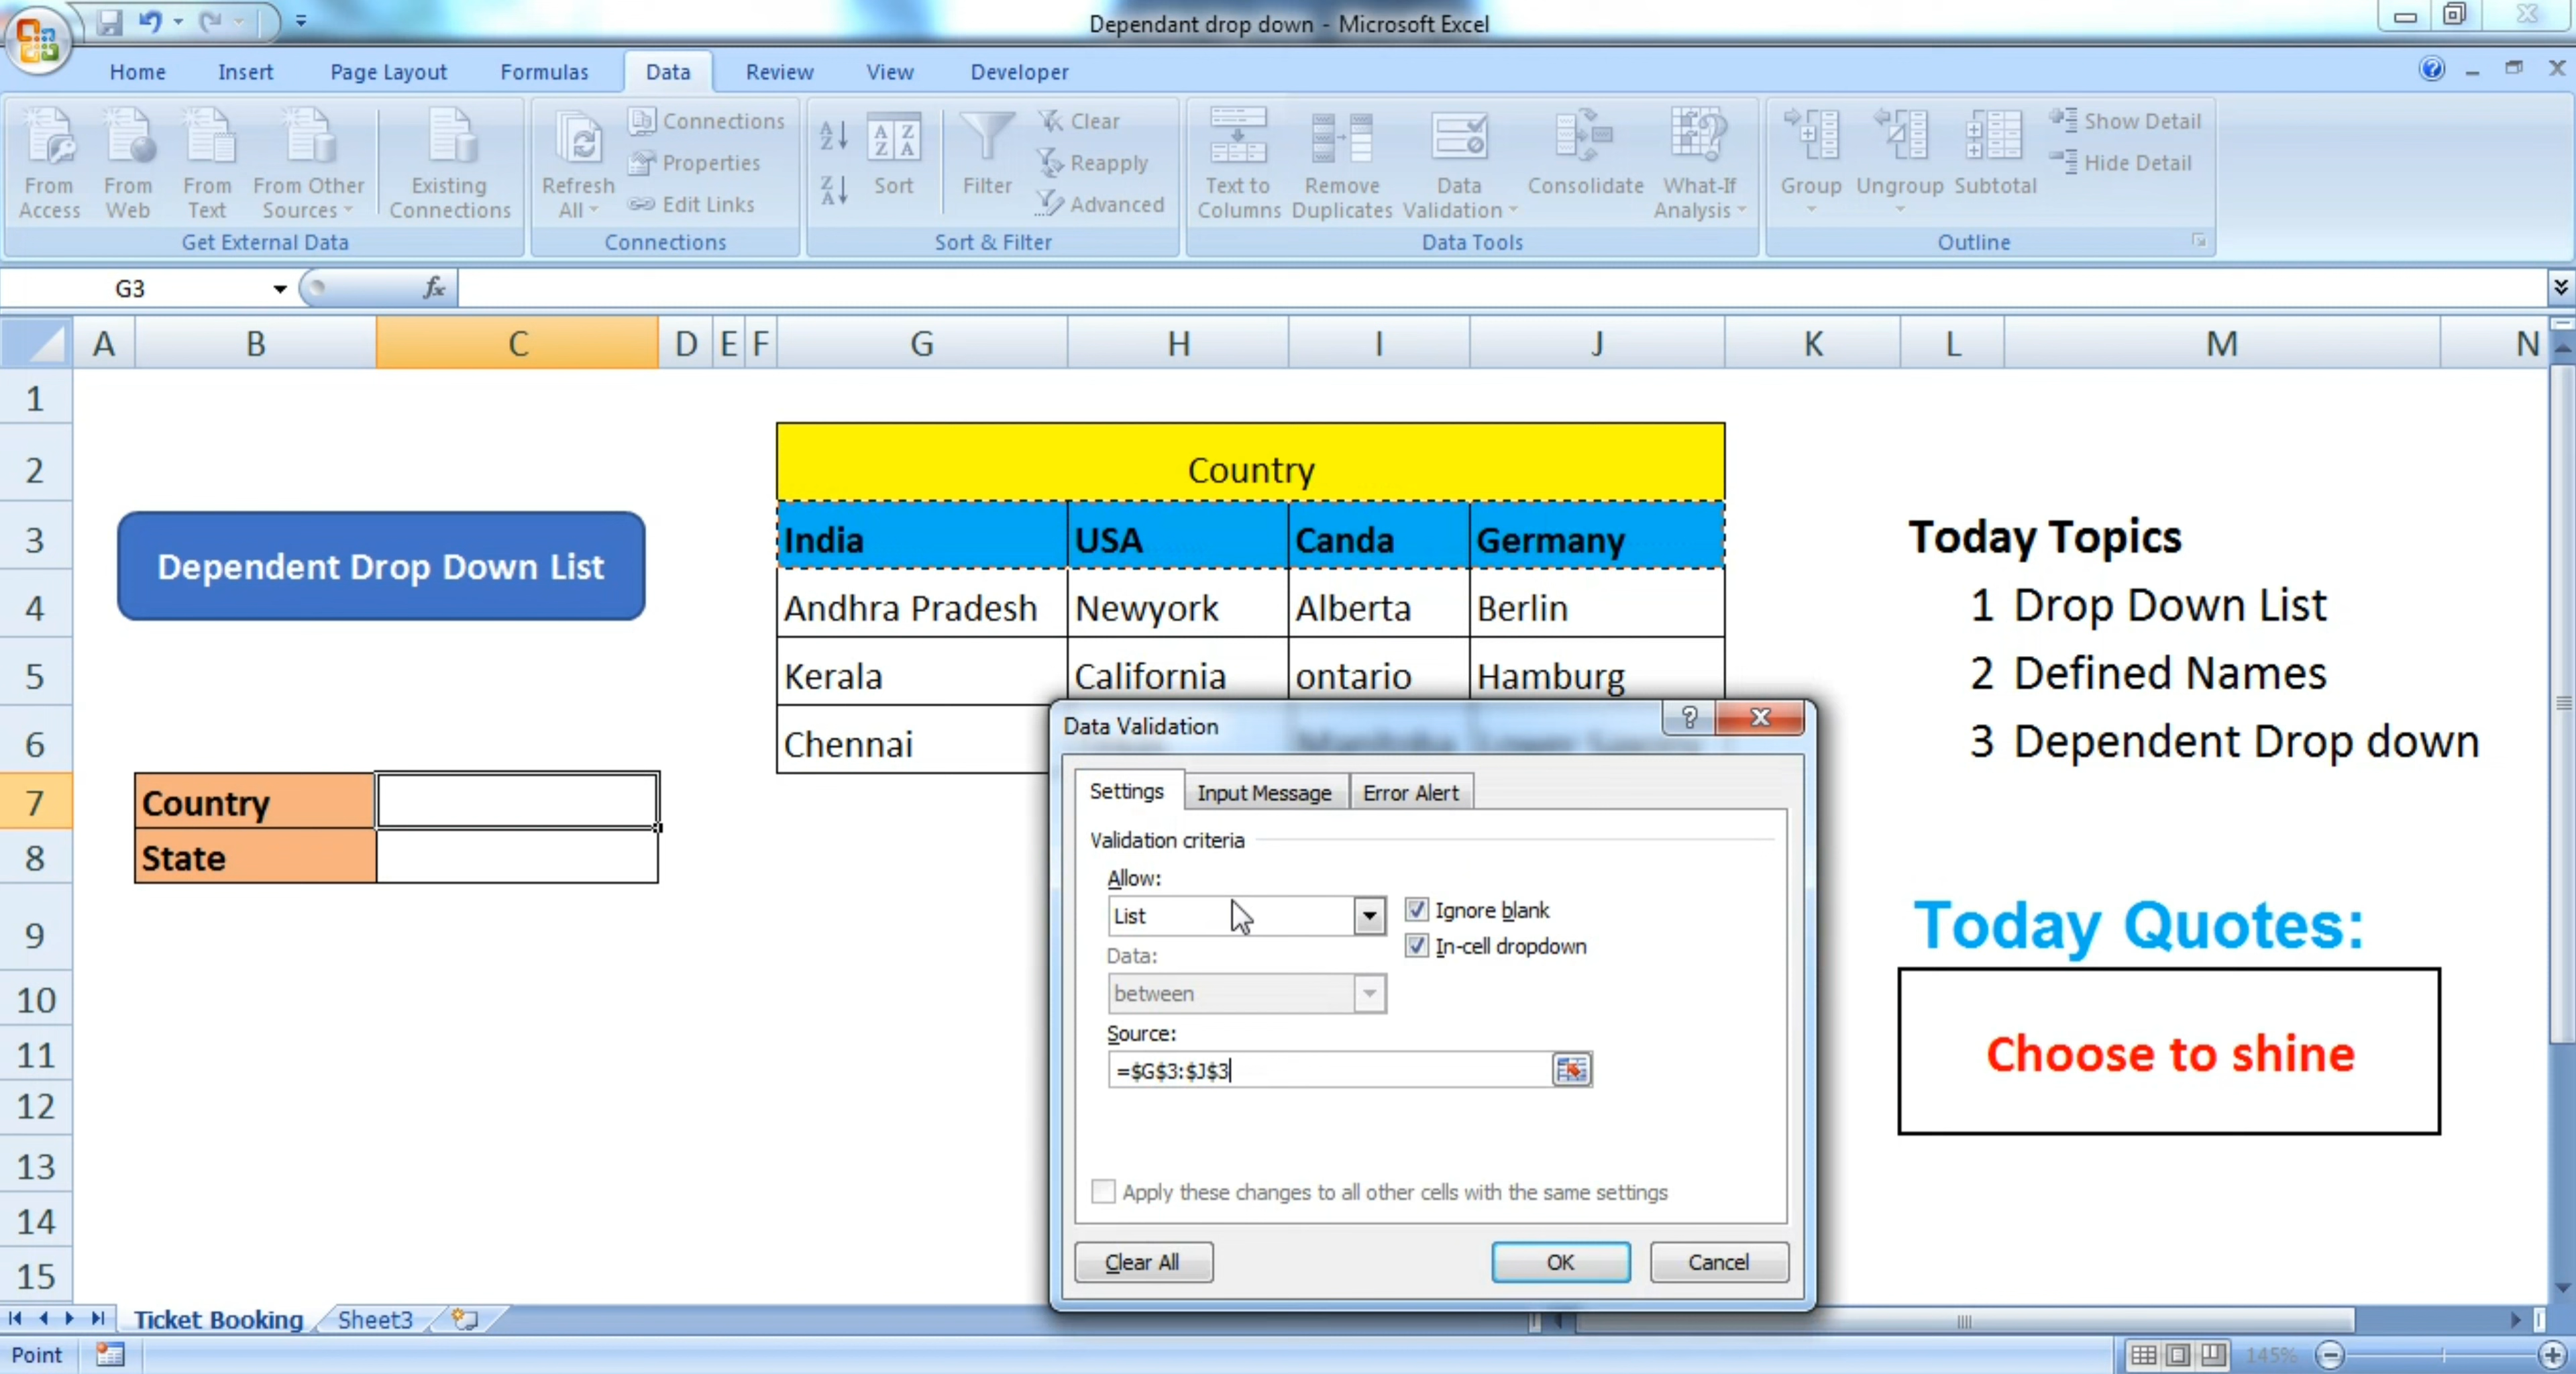 Dependant drop down - Microsoft Excel
Home Insert Page Layout Formulas Data Review View Developer
From Access
From Web
From Text
From Other Sources
Existing Connections
Get External Data
Refresh All
Connections
Properties
Edit Links
Connections
Sort
Filter
Clear
Reapply
Advanced
Sort & Filter
Text to Columns
Remove Duplicates
Data Validation
Consolidate
What-If Analysis
Data Tools
Group
Ungroup
Subtotal
Show Detail
Hide Detail
Outline
G3 fx
A B C D E F G H I J K L M N
1
2
3
4
5
6
7
8
9
10
11
12
13
14
15
Dependent Drop Down List
Country
State
Country
India USA Canda Germany
Andhra Pradesh Newyork Alberta Berlin
Kerala California ontario Hamburg
Chennai
Today Topics
1 Drop Down List
2 Defined Names
3 Dependent Drop down
Today Quotes:
Choose to shine
Data Validation
Settings Input Message Error Alert
Validation criteria
Allow:
List
Ignore blank
In-cell dropdown
Data:
between
Source:
=$G$3:$J$3
Apply these changes to all other cells with the same settings
Clear All OK Cancel
Ticket Booking Sheet3
Point
145%